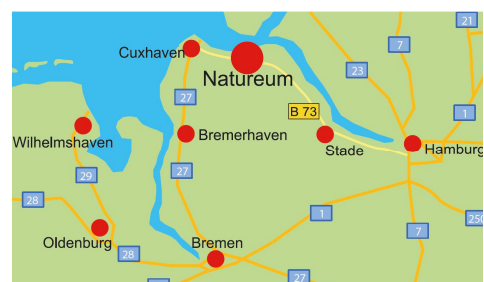 21
7
Cuxhaven
23
Natureum
27
B 73
1
Wilhelmshaven
Bremerhaven
Stade
Hamburg
27
29
28
1
250
7
Oldenburg
Bremen
28
27
1